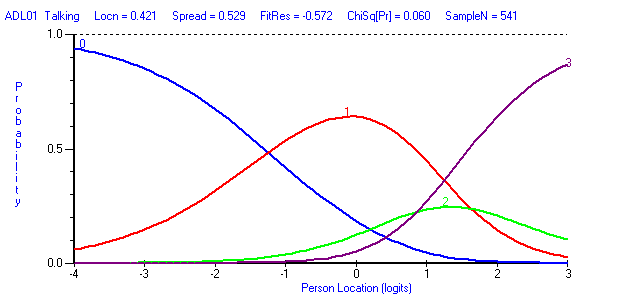 ADL01 Talking Locn = 0.421 Spread = 0.529 FitRes = -0.572 ChiSq[Pr] = 0.060 SampleN = 541
1.0
0
3
Probability
1
0.5
2
0.0
-4 -3 -2 -1 0 1 2 3
Person Location (logits)